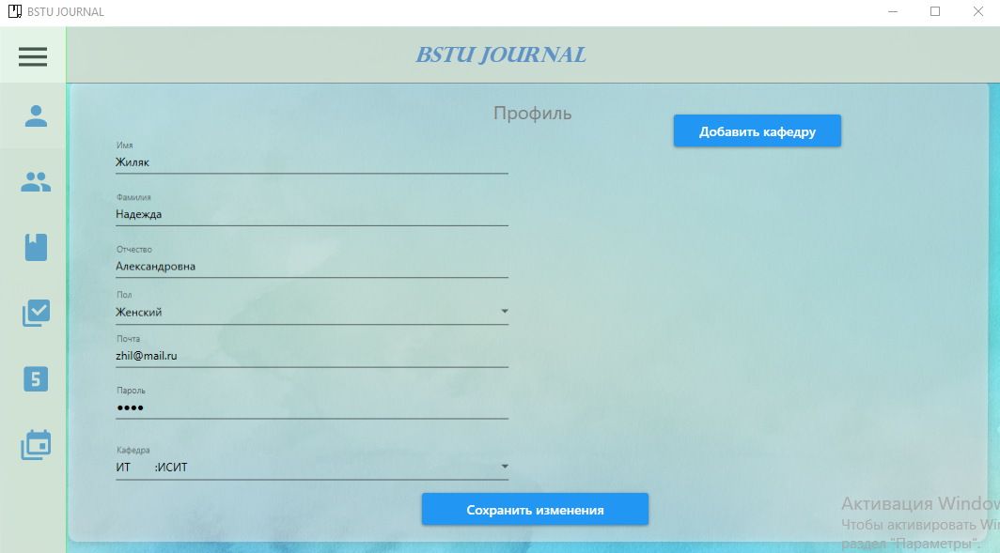 BSTU JOURNAL
BSTU JOURNAL
Профиль
Добавить кафедру
Имя
Жиляк
Фамилия
Надежда
Отчество
Александровна
Пол
Женский
Почта
zhil@mail.ru
Пароль
••••
Кафедра
ИТ :ИСИТ
5
Сохранить изменения
Активация Window
Чтобы активировать Wi
раздел "Параметры".